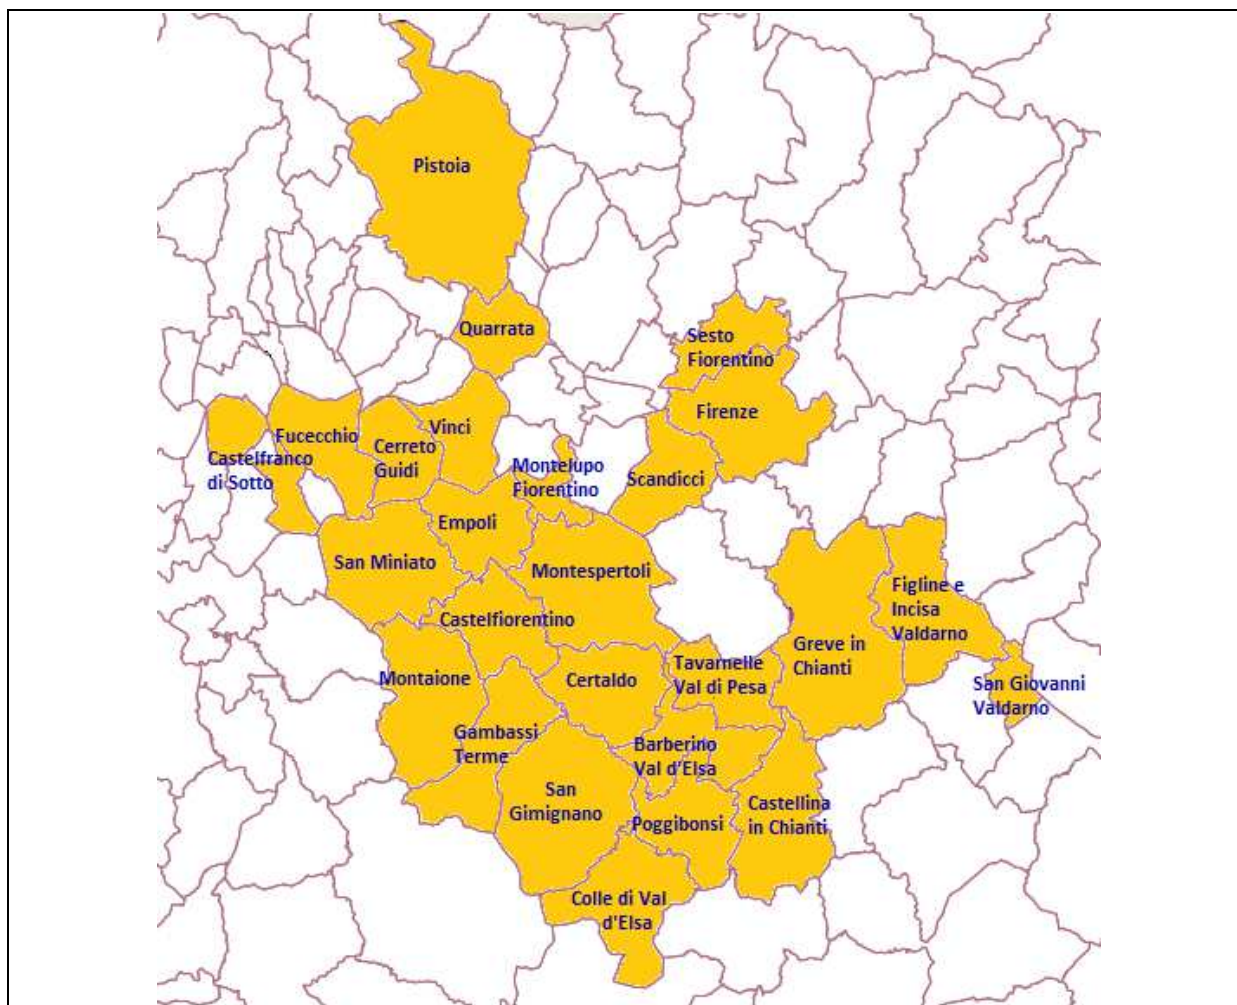 Pistoia
Quarrata
Sesto
Fiorentino
Firenze
Vinci
Fucecchio
Cerreto
Guidi
Castelfranco
di Sotto
Montelupo
Fiorentino
Scandicci
Empoli
San Miniato
Montespertoli
Figline e
Incisa
Valdarno
Castelfiorentino
Greve in
Chianti
Tavarnelle
Val di Pesa
Montaione
Certaldo
San Giovanni
Valdarno
Gambassi
Terme
Barberino
Val d'Elsa
San
Gimignano
Castellina
in Chianti
Poggibonsi
Colle di Val
d'Elsa